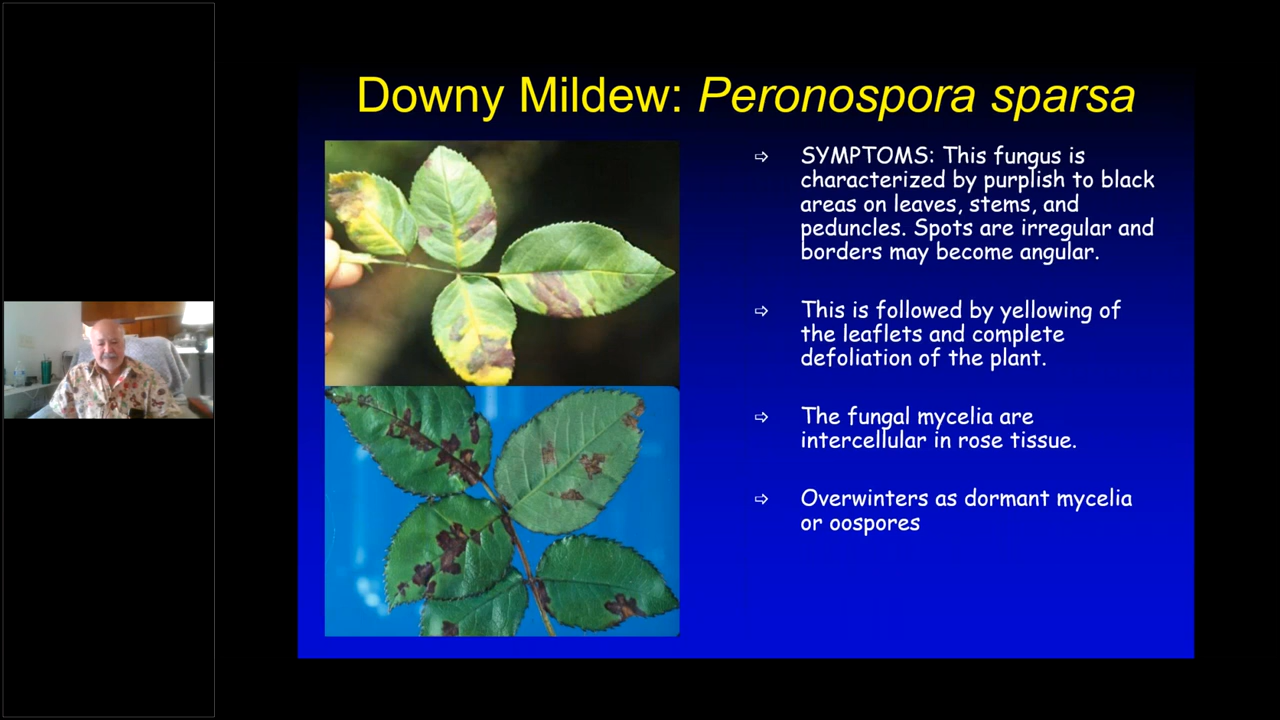 Downy Mildew: Peronospora sparsa
⇨ SYMPTOMS: This fungus is
characterized by purplish to black
areas on leaves, stems, and
peduncles. Spots are irregular and
borders may become angular.
⇨ This is followed by yellowing of
the leaflets and complete
defoliation of the plant.
⇨ The fungal mycelia are
intercellular in rose tissue.
⇨ Overwinters as dormant mycelia
or oospores